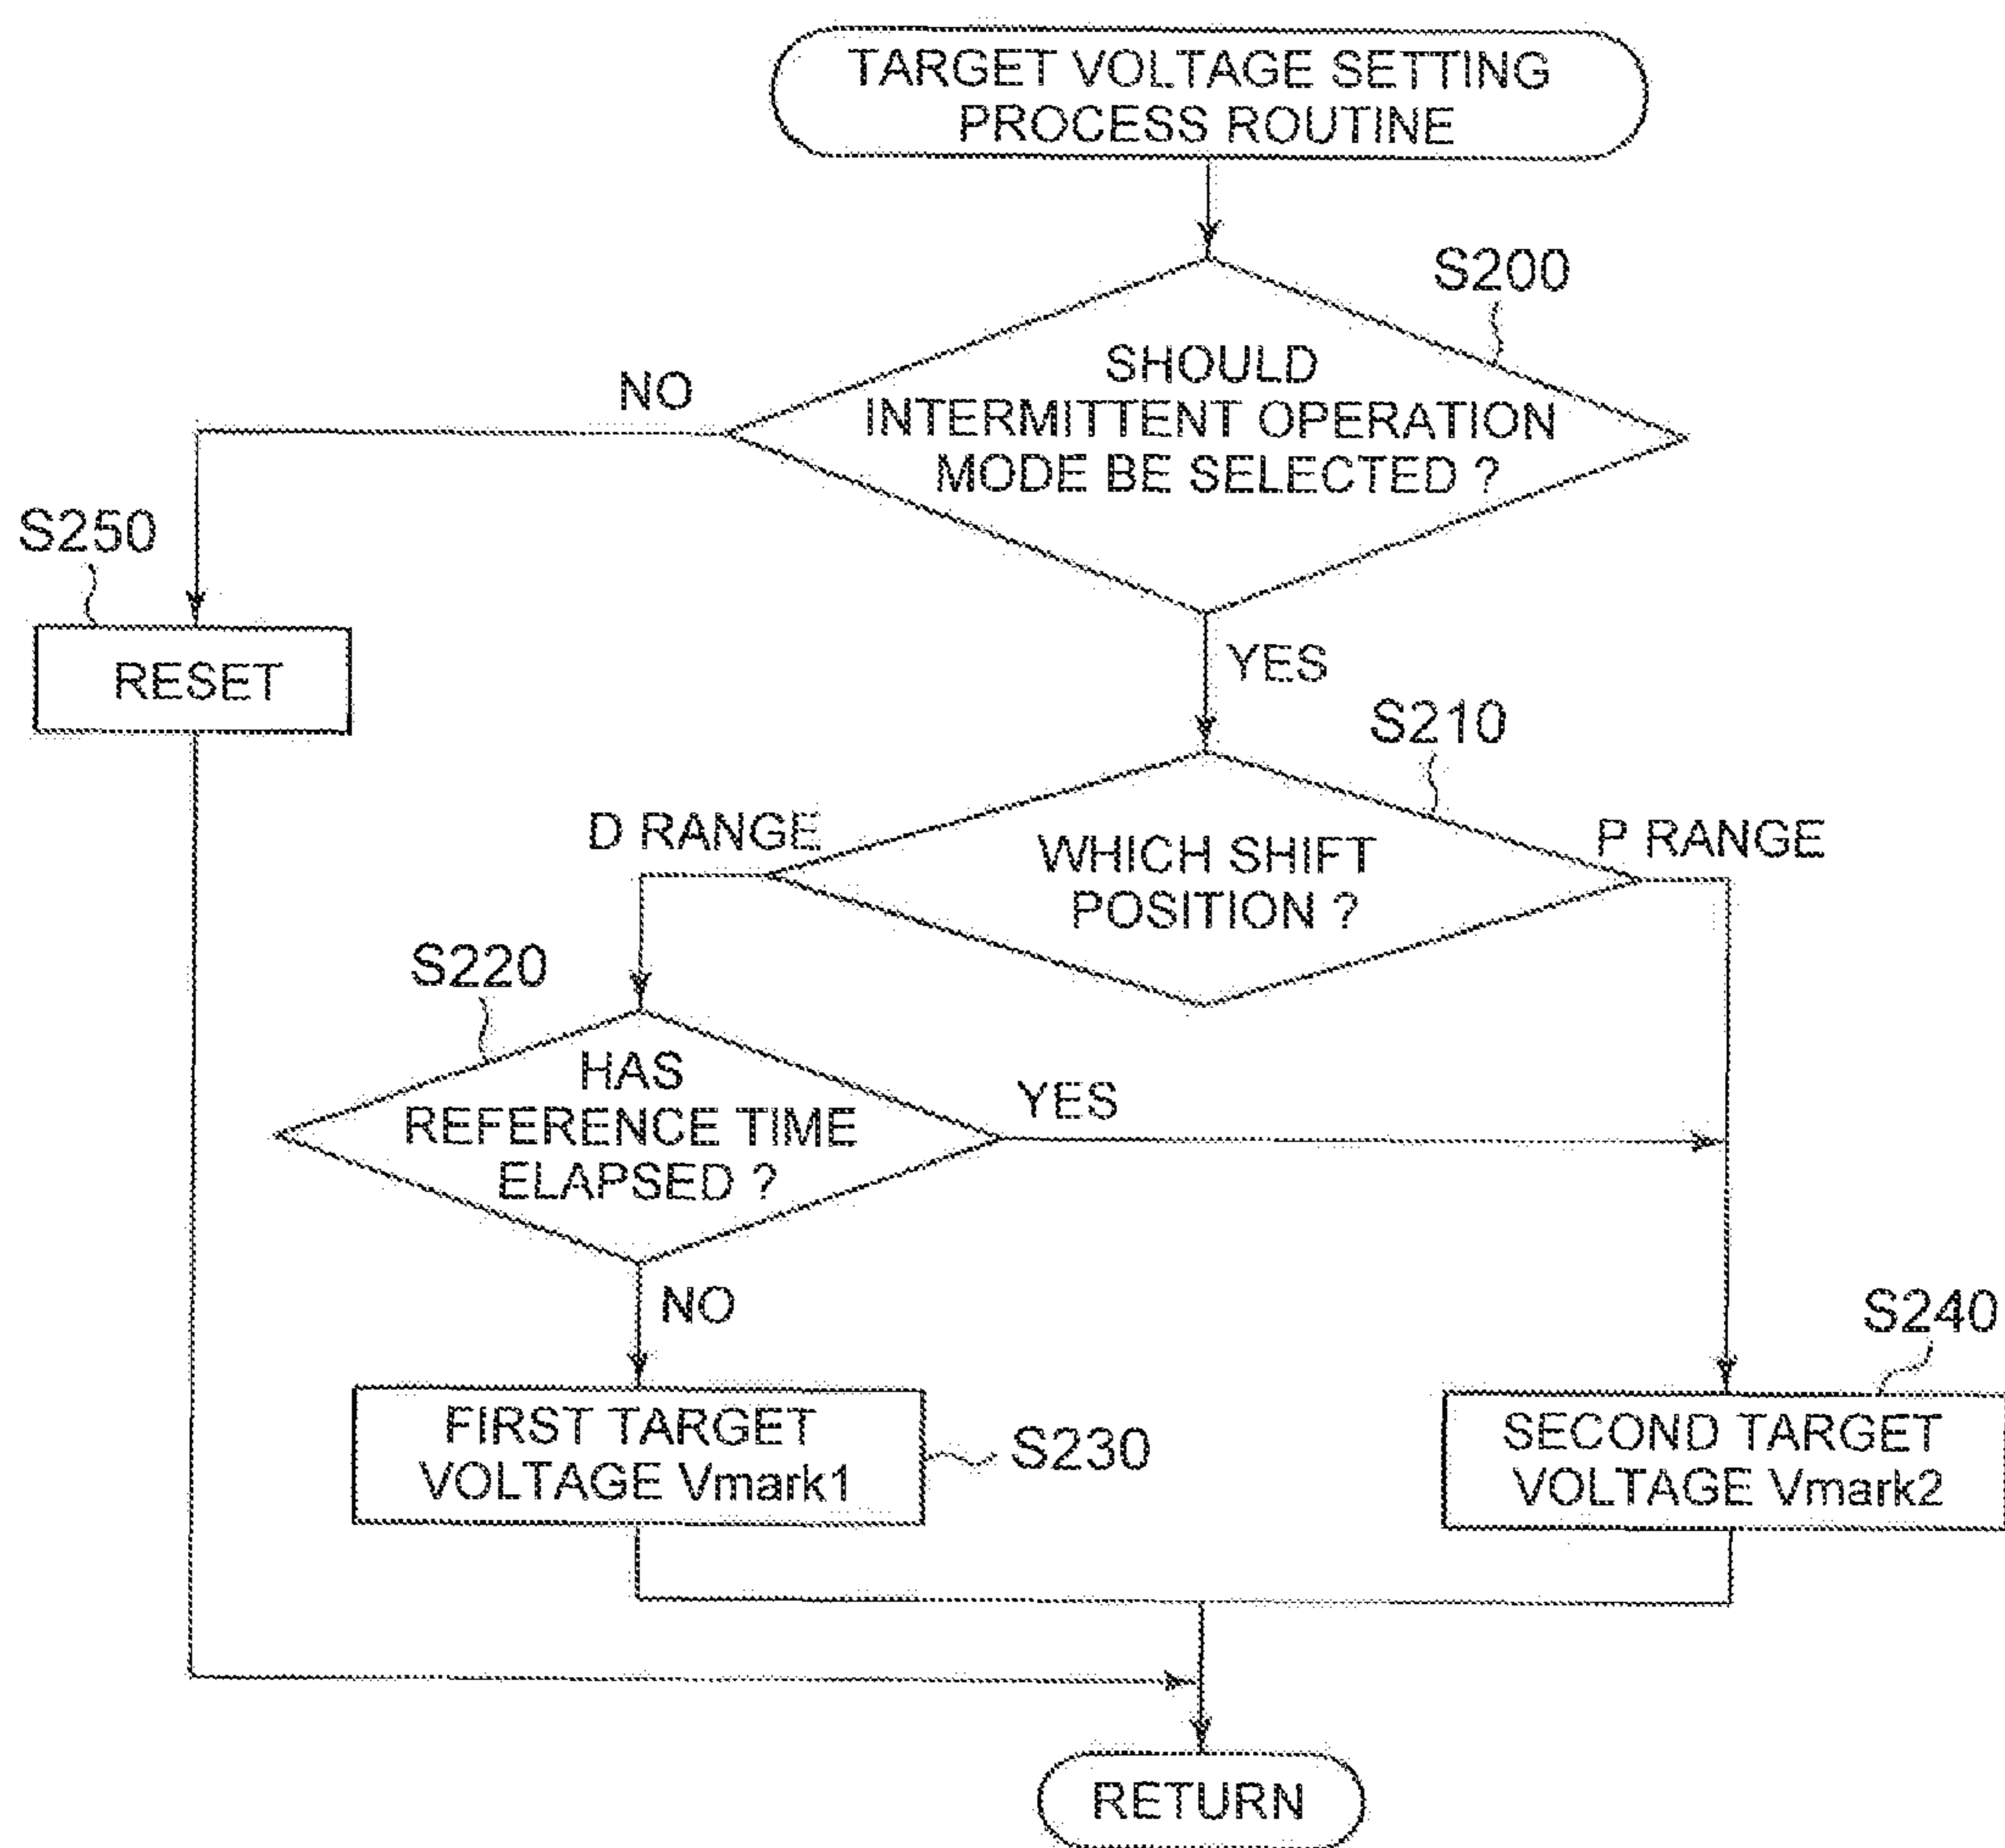 TARGET VOLTAGE SETTING
PROCESS ROUTINE
S200
SHOULD
INTERMITTENT OPERATION
MODE BE SELECTED ?
NO
S250
RESET
YES
S210
D RANGE
WHICH SHIFT
POSITION ?
P RANGE
S220
HAS
REFERENCE TIME
ELAPSED ?
YES
NO
FIRST TARGET
VOLTAGE Vmark1
S230
S240
SECOND TARGET
VOLTAGE Vmark2
RETURN